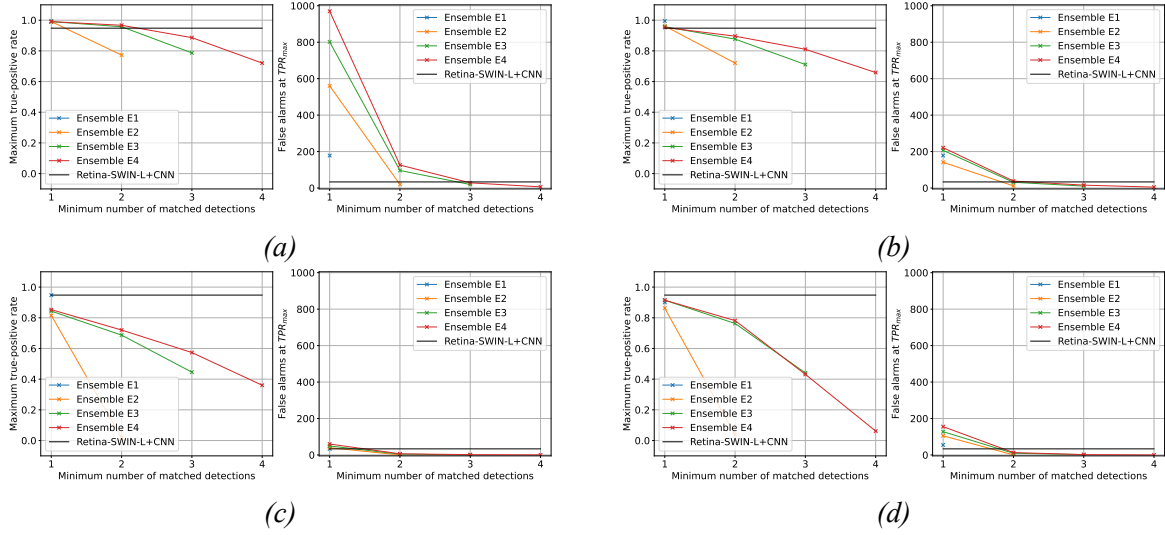 Maximum true-positive rate
1.0
0.8
0.6
0.4
0.2
0.0
Ensemble E1
Ensemble E2
Ensemble E3
Ensemble E4
Retina-SWIN-L+CNN
1 2 3 4
Minimum number of matched detections
False alarms at TPRmax
1000
800
600
400
200
0
Ensemble E1
Ensemble E2
Ensemble E3
Ensemble E4
Retina-SWIN-L+CNN
1 2 3 4
Minimum number of matched detections
(a)
Maximum true-positive rate
1.0
0.8
0.6
0.4
0.2
0.0
Ensemble E1
Ensemble E2
Ensemble E3
Ensemble E4
Retina-SWIN-L+CNN
1 2 3 4
Minimum number of matched detections
False alarms at TPRmax
1000
800
600
400
200
0
Ensemble E1
Ensemble E2
Ensemble E3
Ensemble E4
Retina-SWIN-L+CNN
1 2 3 4
Minimum number of matched detections
(b)
Maximum true-positive rate
1.0
0.8
0.6
0.4
0.2
0.0
Ensemble E1
Ensemble E2
Ensemble E3
Ensemble E4
Retina-SWIN-L+CNN
1 2 3 4
Minimum number of matched detections
False alarms at TPRmax
1000
800
600
400
200
0
Ensemble E1
Ensemble E2
Ensemble E3
Ensemble E4
Retina-SWIN-L+CNN
1 2 3 4
Minimum number of matched detections
(c)
Maximum true-positive rate
1.0
0.8
0.6
0.4
0.2
0.0
Ensemble E1
Ensemble E2
Ensemble E3
Ensemble E4
Retina-SWIN-L+CNN
1 2 3 4
Minimum number of matched detections
False alarms at TPRmax
1000
800
600
400
200
0
Ensemble E1
Ensemble E2
Ensemble E3
Ensemble E4
Retina-SWIN-L+CNN
1 2 3 4
Minimum number of matched detections
(d)